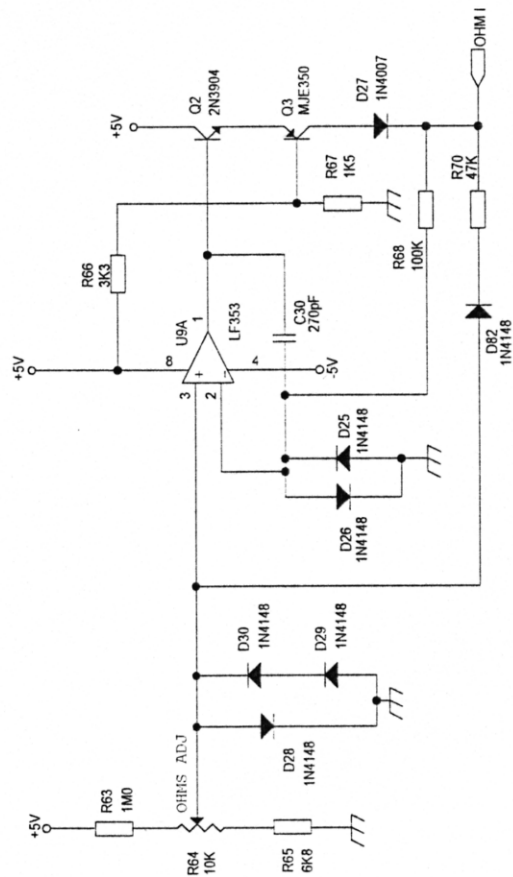 +5V
R63
1M0
OHMS ADJ
R64
10K
R65
6K8
D28
1N4148
D30
1N4148
D29
1N4148
+5V
R66
3K3
8
U9A
3
+
2
-
1
LF353
4
-5V
C30
270pF
D26
1N4148
D25
1N4148
+5V
Q2
2N3904
Q3
MJE350
R67
1K5
D27
1N4007
R68
100K
R70
47K
D82
1N4148
OHM I